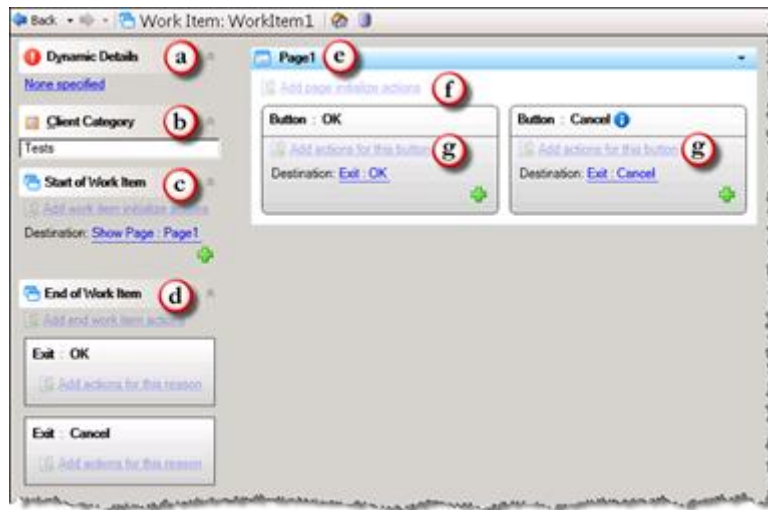 Back Work Item: WorkItem1
Dynamic Details a
None specified
Client Category b
Tests
Start of Work Item c
Add work item initialize actions
Destination: Show Page : Page1
End of Work Item d
Add end work item actions
Exit : OK
Add actions for this reason
Exit : Cancel
Add actions for this reason
Page1 e
Add page initialize actions f
Button : OK
Add actions for this button g
Destination: Exit : OK
Button : Cancel
Add actions for this button g
Destination: Exit : Cancel